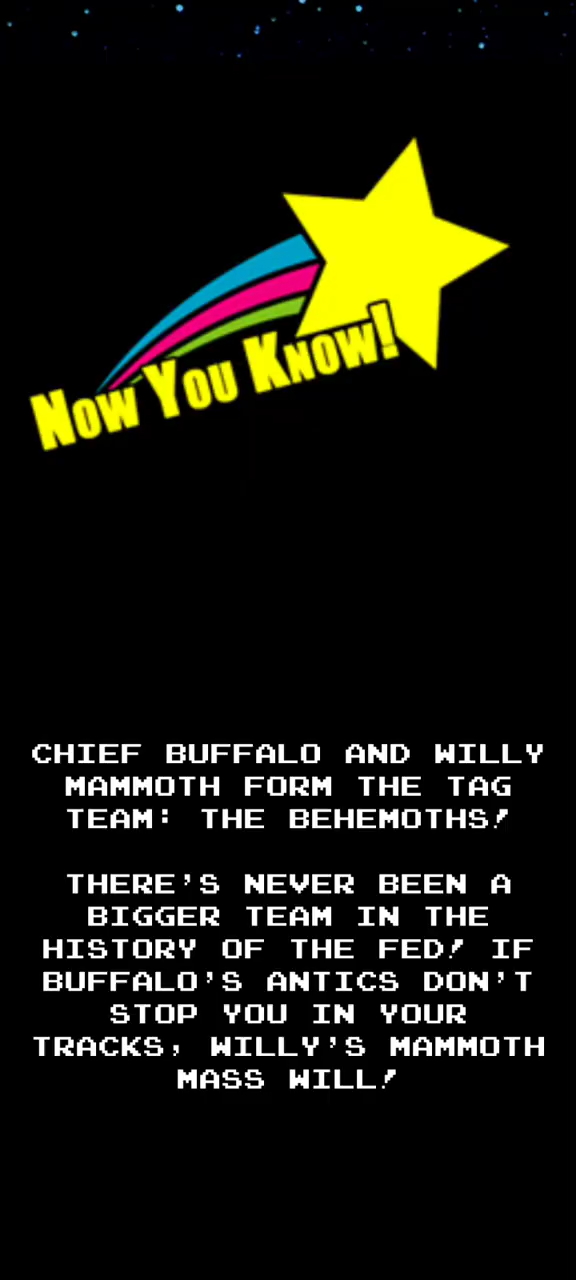 Now You Know!
CHIEF BUFFALO AND WILLY
MAMMOTH FORM THE TAG
TEAM: THE BEHEMOTHS!
THERE'S NEVER BEEN A
BIGGER TEAM IN THE
HISTORY OF THE FED! IF
BUFFALO'S ANTICS DON'T
STOP YOU IN YOUR
TRACKS, WILLY'S MAMMOTH
MASS WILL!